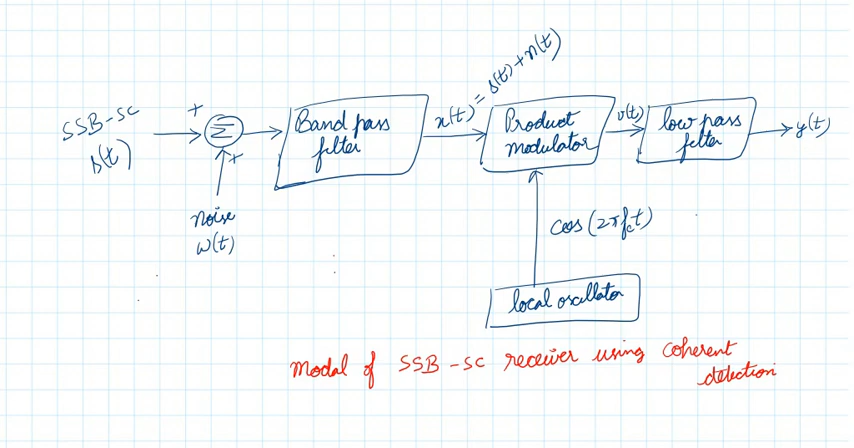 SSB-SC
s(t)
+
Σ
+
noise
w(t)
Band pass
filter
x(t) = s(t) + n(t)
Product
modulator
v(t)
low pass
filter
y(t)
cos (2πfct)
local oscillator
Modal of SSB-SC receiver using coherent
detection